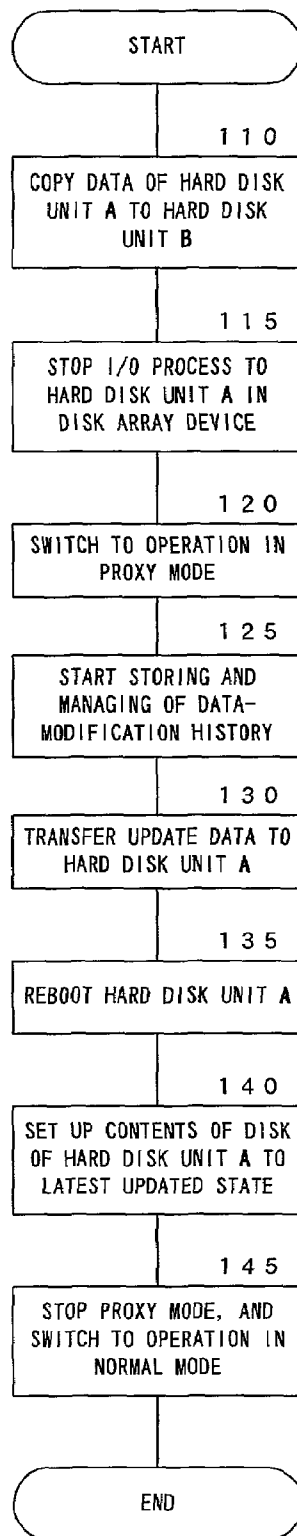 START
110
COPY DATA OF HARD DISK
UNIT A TO HARD DISK
UNIT B
115
STOP I/O PROCESS TO
HARD DISK UNIT A IN
DISK ARRAY DEVICE
120
SWITCH TO OPERATION IN
PROXY MODE
125
START STORING AND
MANAGING OF DATA-
MODIFICATION HISTORY
130
TRANSFER UPDATE DATA TO
HARD DISK UNIT A
135
REBOOT HARD DISK UNIT A
140
SET UP CONTENTS OF DISK
OF HARD DISK UNIT A TO
LATEST UPDATED STATE
145
STOP PROXY MODE, AND
SWITCH TO OPERATION IN
NORMAL MODE
END